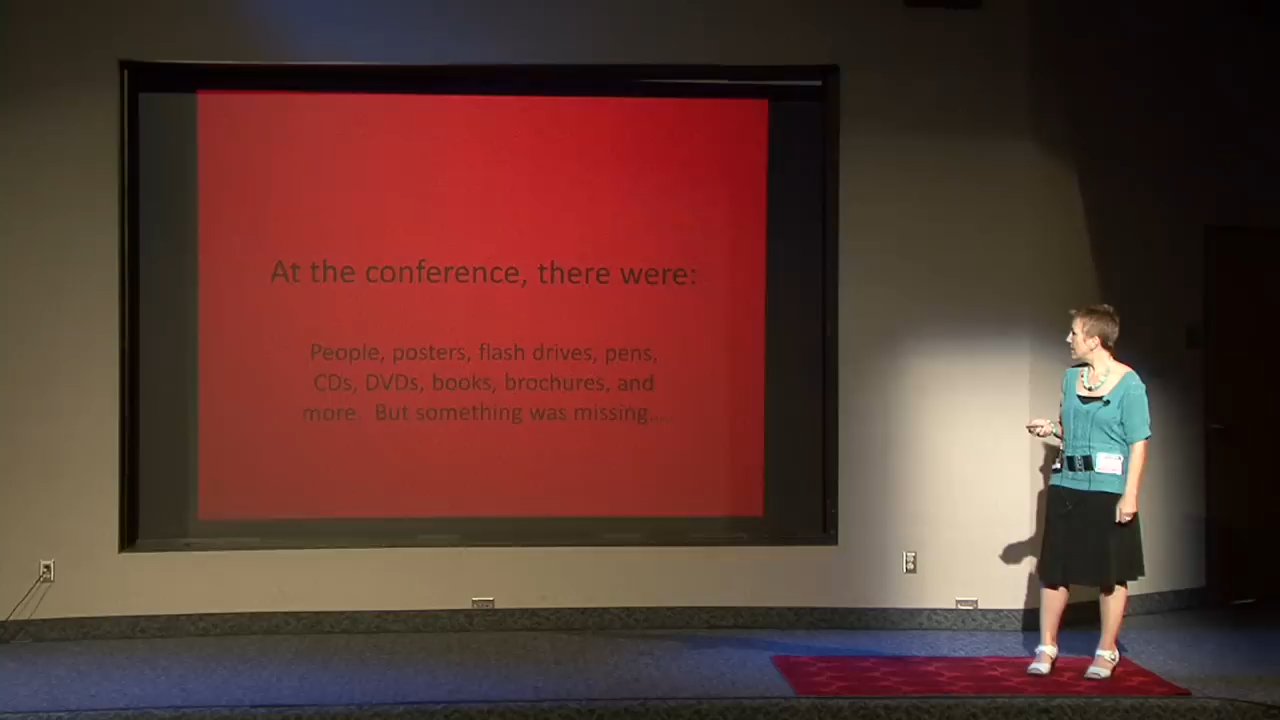 At the conference, there were:
People, posters, flash drives, pens,
CDs, DVDs, books, brochures, and
more. But something was missing....